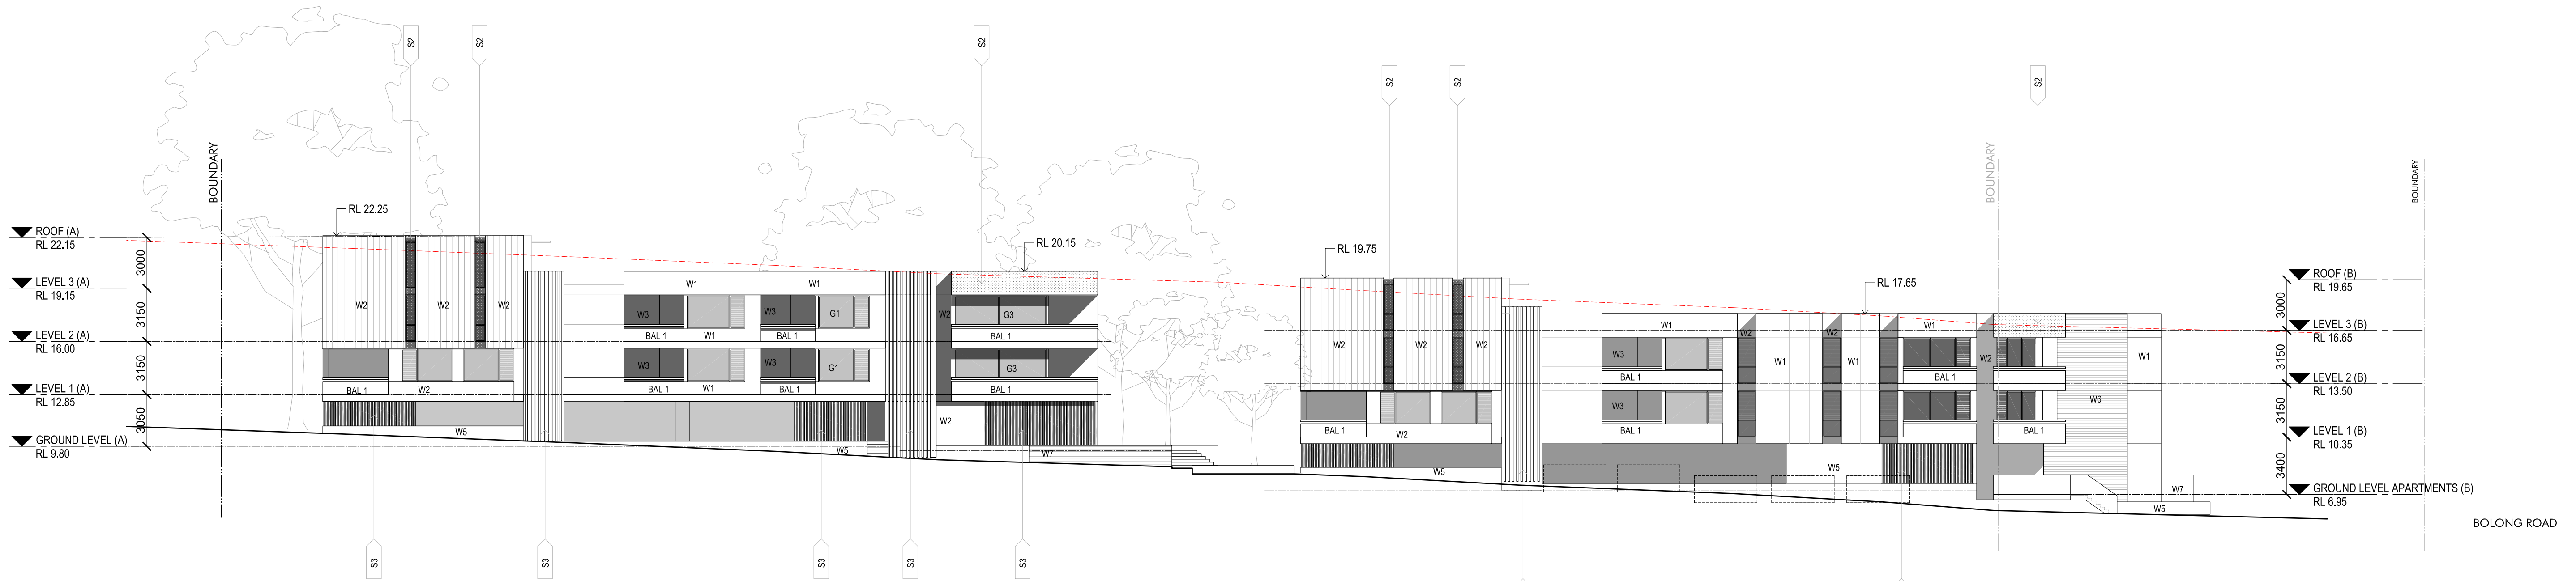 S2
S2
S2
S2
S2
S2
BOUNDARY
BOUNDARY
BOUNDARY
ROOF (A)
RL 22.15
LEVEL 3 (A)
RL 19.15
LEVEL 2 (A)
RL 16.00
LEVEL 1 (A)
RL 12.85
GROUND LEVEL (A)
RL 9.80
3000
3150
3150
3050
RL 22.25
W2
W2
W2
BAL 1
W2
W5
W1
W1
W3
W3
G1
BAL 1
W1
BAL 1
W3
W3
G1
BAL 1
W1
BAL 1
W5
RL 20.15
W2
G3
BAL 1
G3
BAL 1
W2
W7
S3
S3
S3
S3
S3
RL 19.75
W2
W2
W2
BAL 1
W2
W5
W1
W3
BAL 1
W3
BAL 1
RL 17.65
W2
W1
W2
W1
W1
W2
BAL 1
BAL 1
W5
W6
W1
W7
W5
3000
3150
3150
3400
ROOF (B)
RL 19.65
LEVEL 3 (B)
RL 16.65
LEVEL 2 (B)
RL 13.50
LEVEL 1 (B)
RL 10.35
GROUND LEVEL APARTMENTS (B)
RL 6.95
BOLONG ROAD